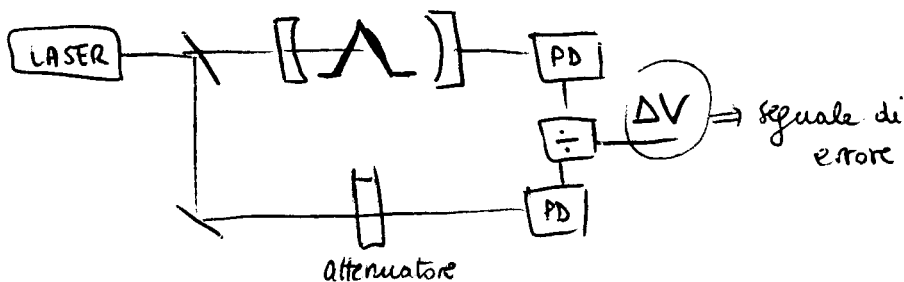 LASER
PD
ΔV ⇒ segnale di
errore
÷
PD
attenuatore